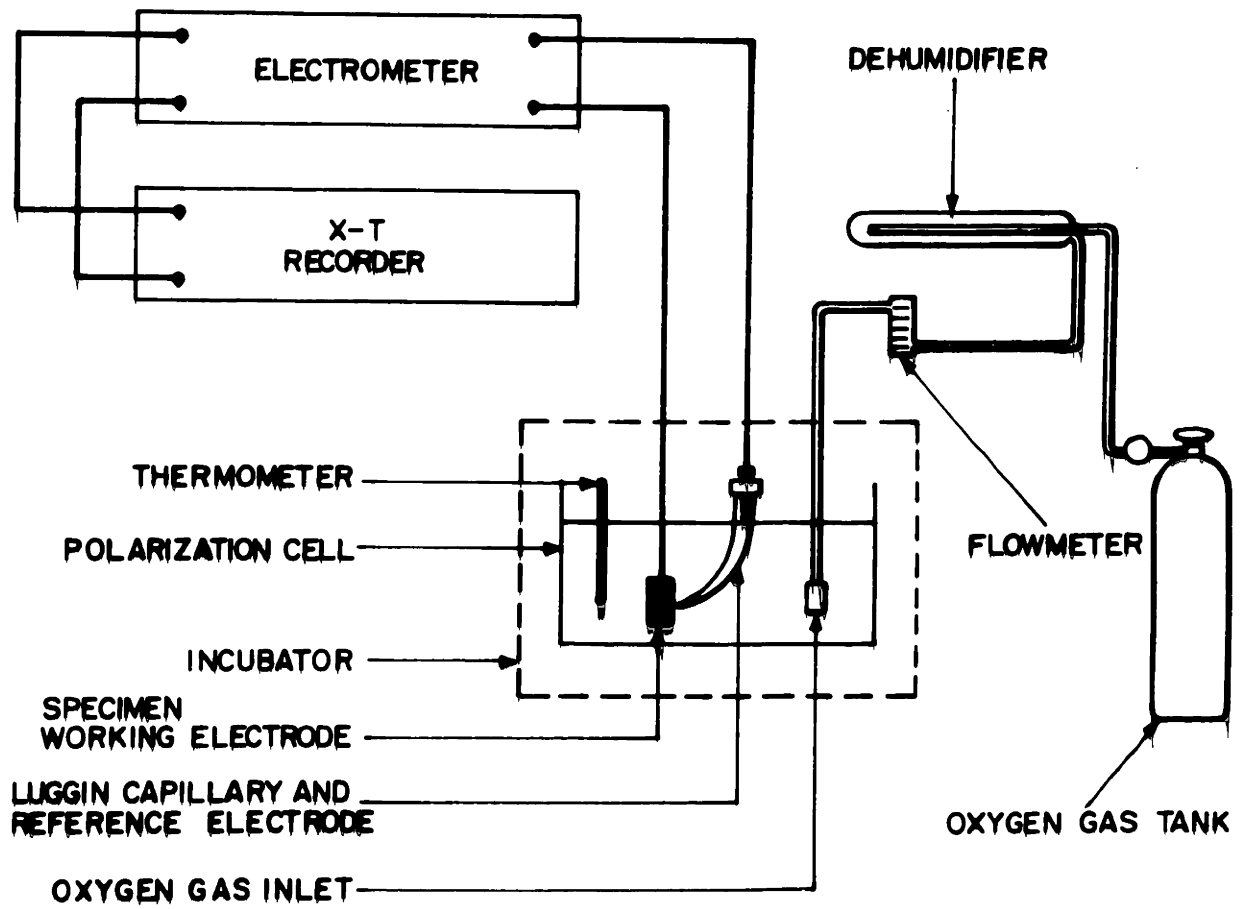 ELECTROMETER
DEHUMIDIFIER
X-T
RECORDER
THERMOMETER
POLARIZATION CELL
FLOWMETER
INCUBATOR
SPECIMEN
WORKING ELECTRODE
LUGGIN CAPILLARY AND
REFERENCE ELECTRODE
OXYGEN GAS TANK
OXYGEN GAS INLET